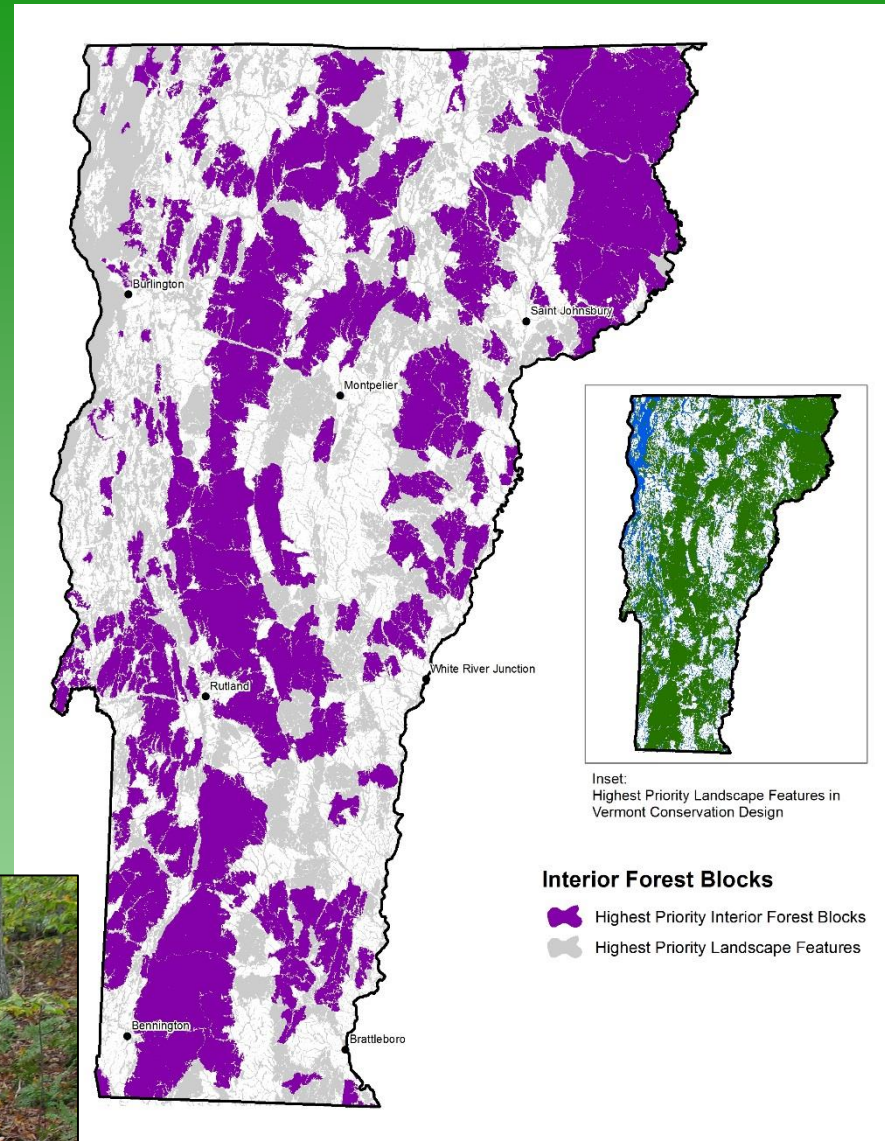 Burlington
Saint Johnsbury
Montpelier
White River Junction
Rutland
Bennington
Brattleboro
Inset:
Highest Priority Landscape Features in
Vermont Conservation Design
Interior Forest Blocks
Highest Priority Interior Forest Blocks
Highest Priority Landscape Features